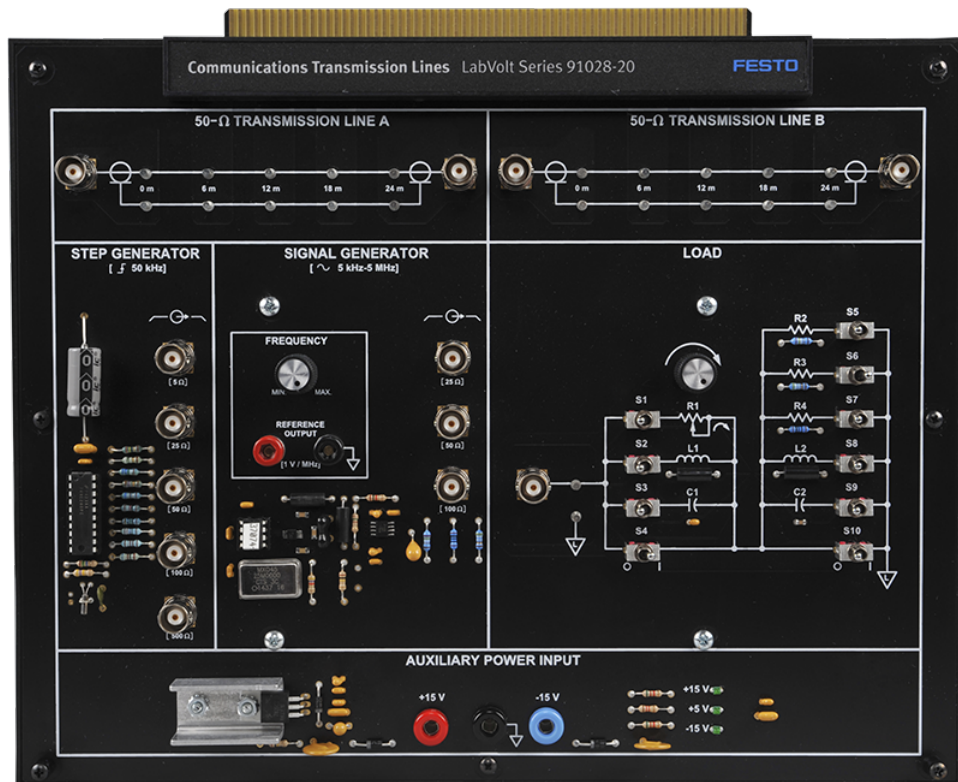 Communications Transmission Lines LabVolt Series 91028-20 FESTO
50-Ω TRANSMISSION LINE A
0 m 6 m 12 m 18 m 24 m
50-Ω TRANSMISSION LINE B
0 m 6 m 12 m 18 m 24 m
STEP GENERATOR
[ 50 kHz]
[5 Ω]
[25 Ω]
[50 Ω]
[100 Ω]
[500 Ω]
SIGNAL GENERATOR
[ 5 kHz-5 MHz]
FREQUENCY
MIN. MAX.
REFERENCE
OUTPUT
[1 V / MHz]
[25 Ω]
[50 Ω]
[100 Ω]
LOAD
S1 R1
S2 L1
S3 C1
S4
O I
L
R2 S5
R3 S6
R4 S7
L2 S8
C2 S9
S10
O I
L
AUXILIARY POWER INPUT
+15 V -15 V
+15 V
+5 V
-15 V